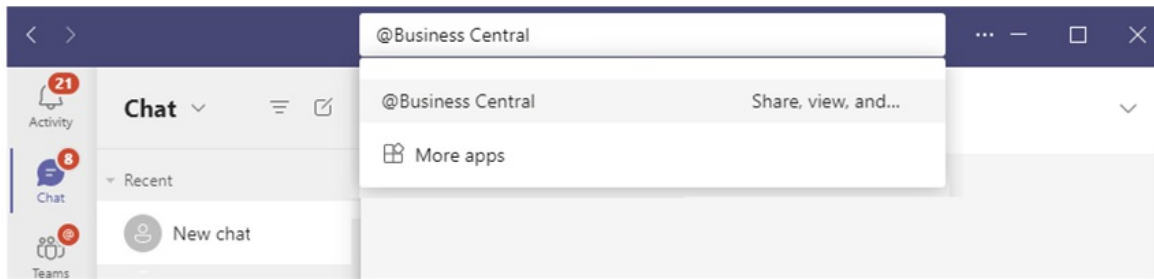 @Business Central
21
Activity
Chat
@Business Central Share, view, and...
More apps
8
Chat
Recent
New chat
@
Teams